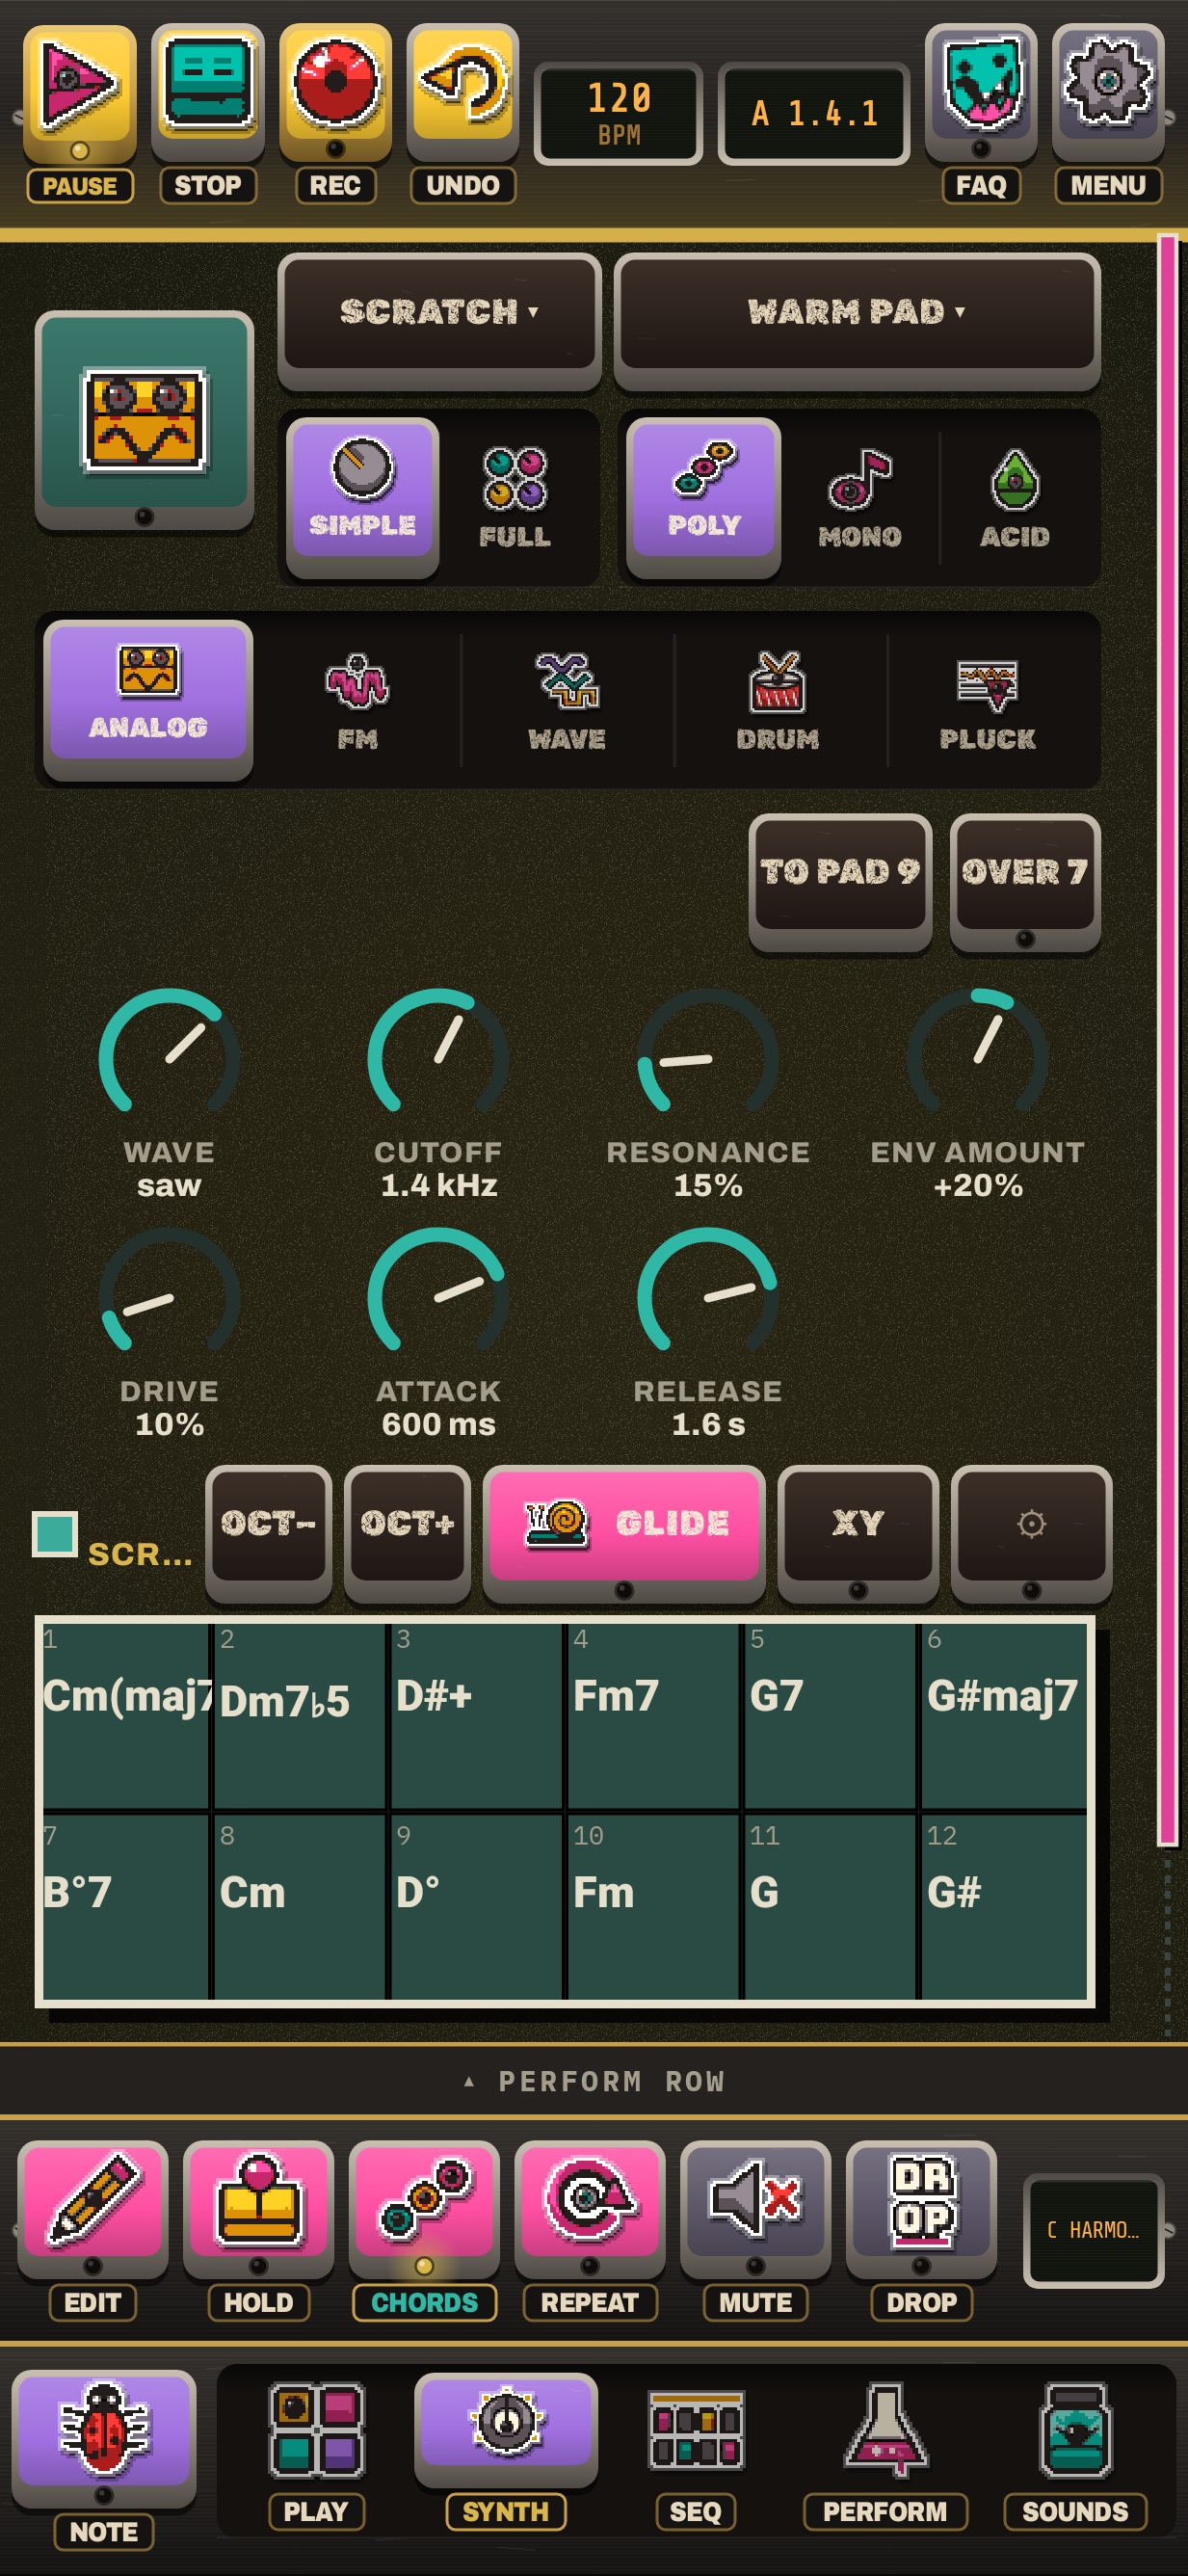 120
BPM
A 1.4.1
PAUSE STOP REC UNDO FAQ MENU
SCRATCH ▾ WARM PAD ▾
SIMPLE FULL POLY MONO ACID
ANALOG FM WAVE DRUM PLUCK
TO PAD 9 OVER 7
WAVE CUTOFF RESONANCE ENV AMOUNT
saw 1.4 kHz 15% +20%
DRIVE ATTACK RELEASE
10% 600 ms 1.6 s
SCR... OCT- OCT+ GLIDE XY
1 2 3 4 5 6
Cm(maj7 Dm7♭5 D#+ Fm7 G7 G#maj7
7 8 9 10 11 12
B°7 Cm D° Fm G G#
▴ PERFORM ROW
DR
OP
C HARMO...
EDIT HOLD CHORDS REPEAT MUTE DROP
NOTE PLAY SYNTH SEQ PERFORM SOUNDS